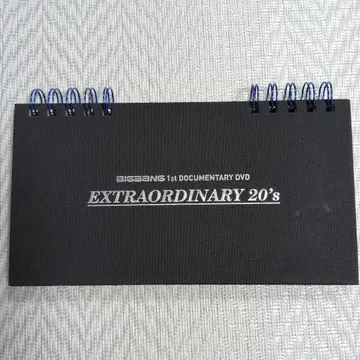 BIGBANG 1st DOCUMENTARY DVD
EXTRAORDINARY 20's